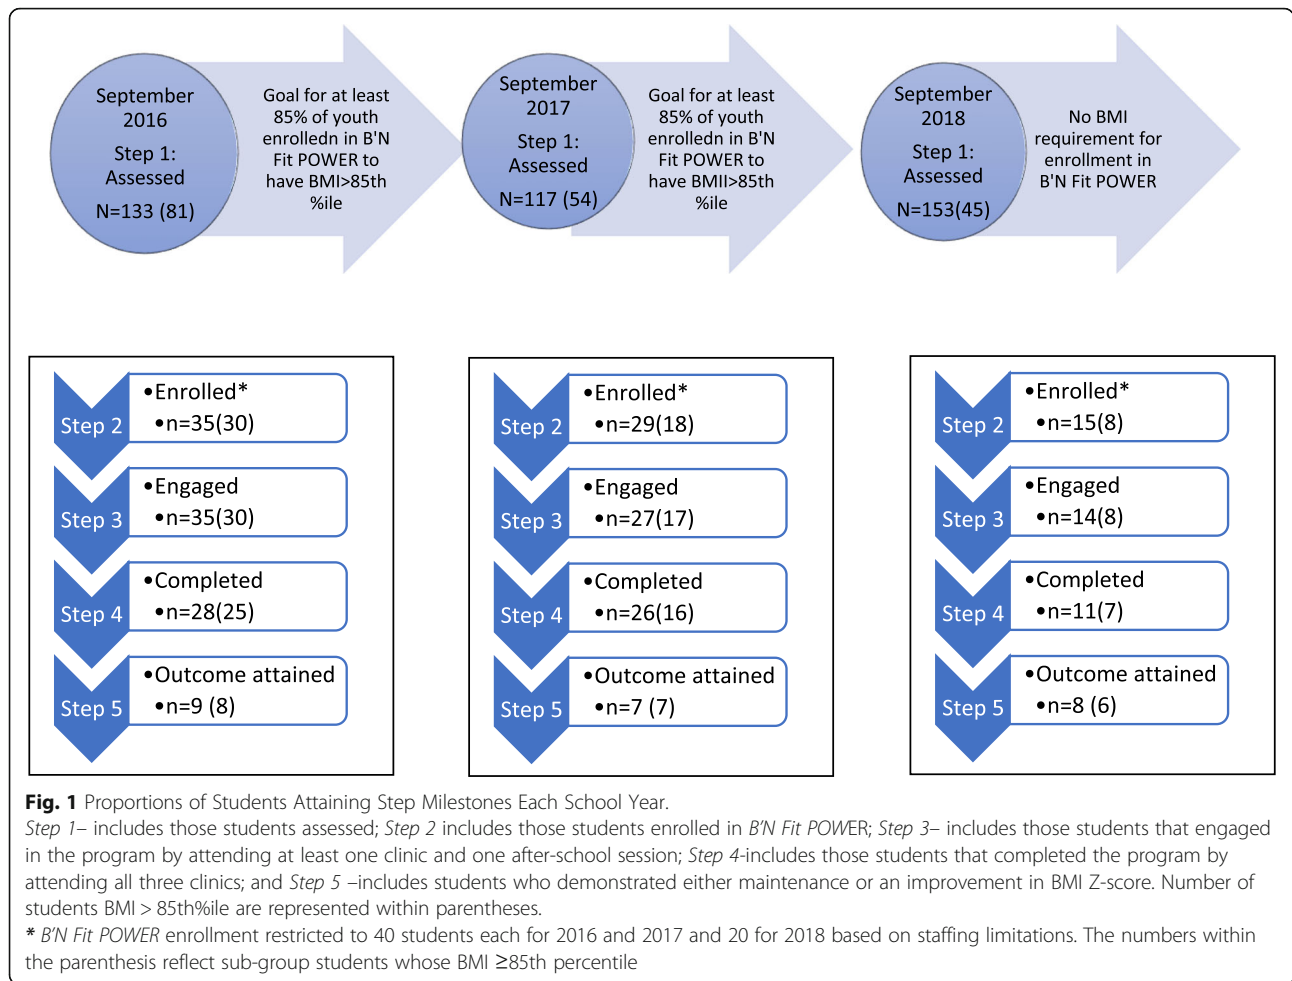 September
2016
Step 1:
Assessed
N=133 (81)
Goal for at least
85% of youth
enrolledn in B'N
Fit POWER to
have BMI>85th
%ile
September
2017
Step 1:
Assessed
N=117 (54)
Goal for at least
85% of youth
enrolledn in B'N
Fit POWER to
have BMII>85th
%ile
September
2018
Step 1:
Assessed
N=153(45)
No BMI
requirement for
enrollment in
B'N Fit POWER
Step 2
•Enrolled*
•n=35(30)
Step 3
•Engaged
•n=35(30)
Step 4
•Completed
•n=28(25)
Step 5
•Outcome attained
•n=9 (8)
Step 2
•Enrolled*
•n=29(18)
Step 3
•Engaged
•n=27(17)
Step 4
•Completed
•n=26(16)
Step 5
•Outcome attained
•n=7 (7)
Step 2
•Enrolled*
•n=15(8)
Step 3
•Engaged
•n=14(8)
Step 4
•Completed
•n=11(7)
Step 5
•Outcome attained
•n=8 (6)
Fig. 1 Proportions of Students Attaining Step Milestones Each School Year.
Step 1– includes those students assessed; Step 2 includes those students enrolled in B'N Fit POWER; Step 3– includes those students that engaged
in the program by attending at least one clinic and one after-school session; Step 4-includes those students that completed the program by
attending all three clinics; and Step 5 –includes students who demonstrated either maintenance or an improvement in BMI Z-score. Number of
students BMI > 85th%ile are represented within parentheses.
* B'N Fit POWER enrollment restricted to 40 students each for 2016 and 2017 and 20 for 2018 based on staffing limitations. The numbers within
the parenthesis reflect sub-group students whose BMI ≥85th percentile